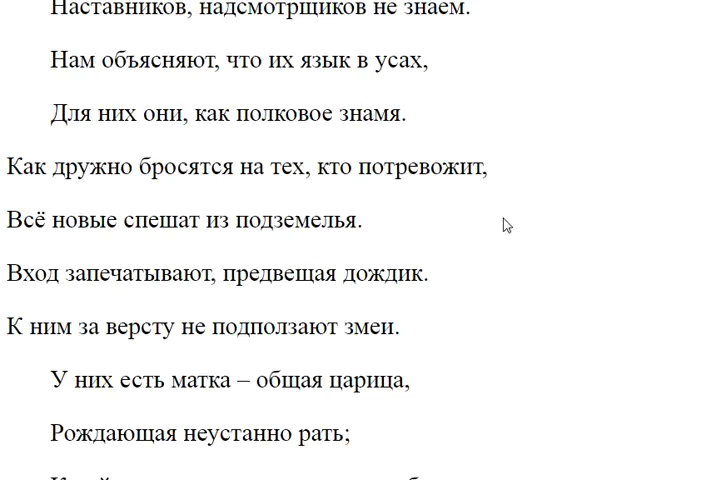 Наставников, надсмотрщиков не знаем.
Нам объясняют, что их язык в усах,
Для них они, как полковое знамя.
Как дружно бросятся на тех, кто потревожит,
Всё новые спешат из подземелья.
Вход запечатывают, предвещая дождик.
К ним за версту не подползают змеи.
У них есть матка – общая царица,
Рождающая неустанно рать;